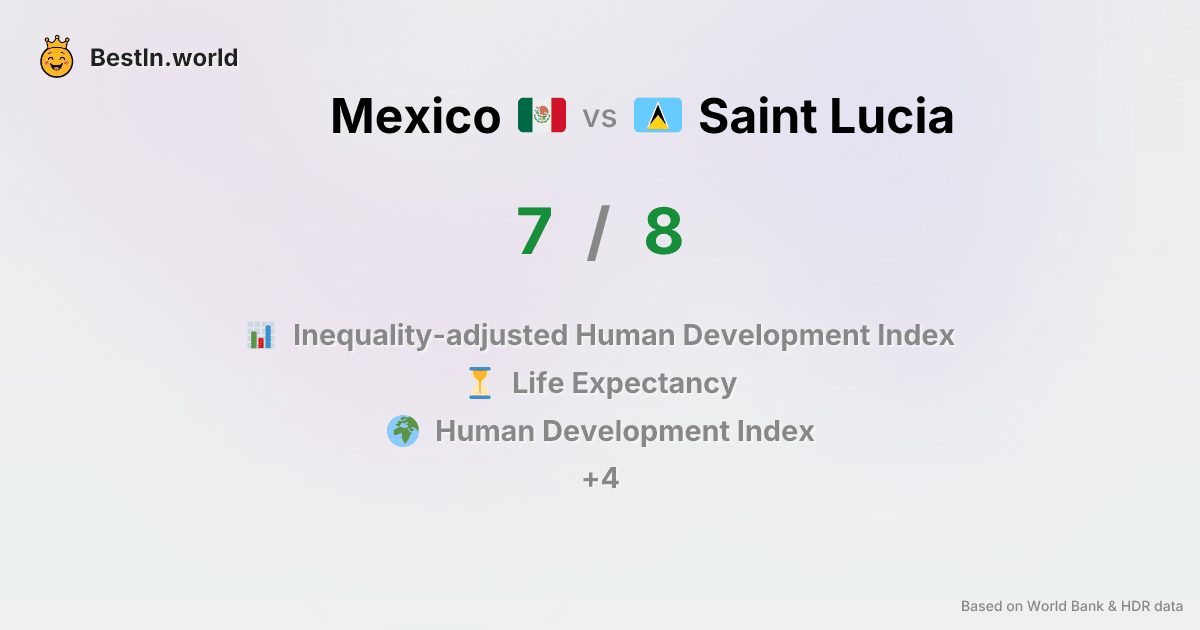 BestIn.world
Mexico vs Saint Lucia
7 / 8
Inequality-adjusted Human Development Index
Life Expectancy
Human Development Index
+4
Based on World Bank & HDR data